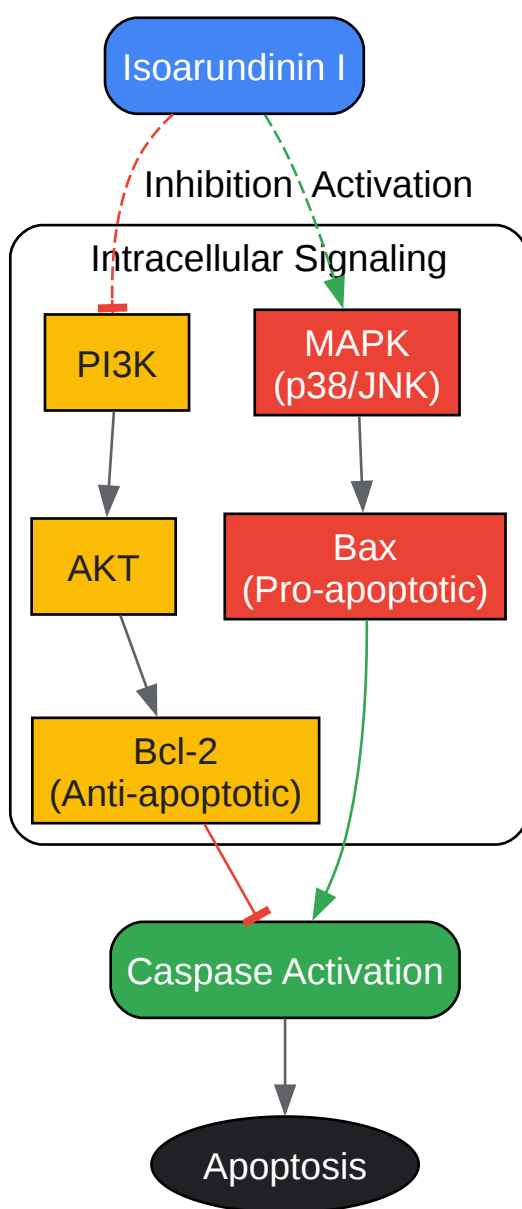 Isoarundinin I
Inhibition Activation
Intracellular Signaling
PI3K
MAPK
(p38/JNK)
AKT
Bax
(Pro-apoptotic)
Bcl-2
(Anti-apoptotic)
Caspase Activation
Apoptosis